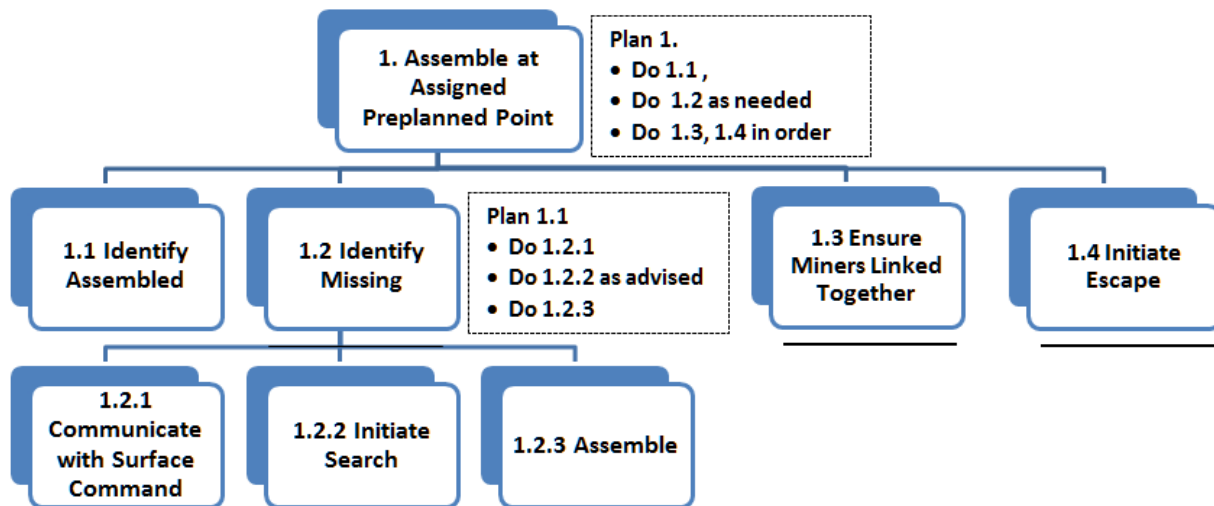 1. Assemble at
Assigned
Preplanned Point
Plan 1.
• Do 1.1 ,
• Do 1.2 as needed
• Do 1.3, 1.4 in order
1.1 Identify
Assembled
1.2 Identify
Missing
Plan 1.1
• Do 1.2.1
• Do 1.2.2 as advised
• Do 1.2.3
1.3 Ensure
Miners Linked
Together
1.4 Initiate
Escape
1.2.1
Communicate
with Surface
Command
1.2.2 Initiate
Search
1.2.3 Assemble